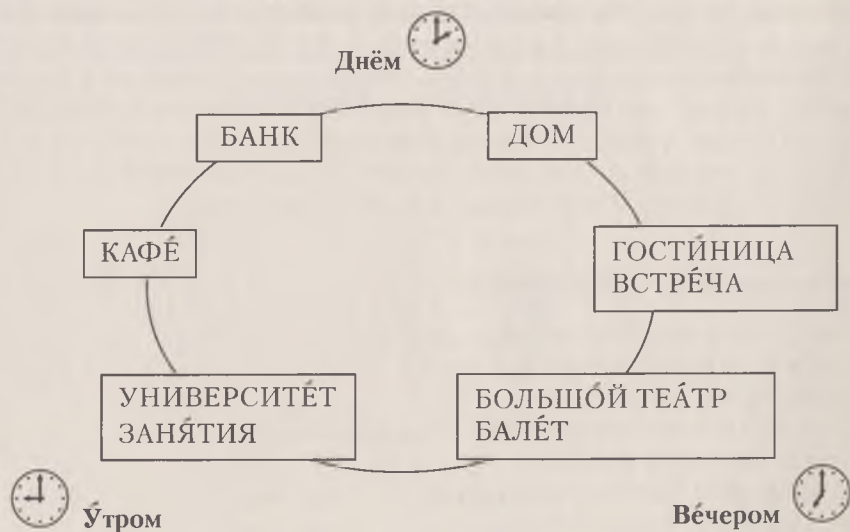 Днём
БАНК
ДОМ
КАФЕ́
ГОСТИ́НИЦА
ВСТРЕ́ЧА
УНИВЕРСИТЕ́Т
ЗАНЯ́ТИЯ
БОЛЬШО́Й ТЕА́ТР
БАЛЕ́Т
У́тром
Ве́чером